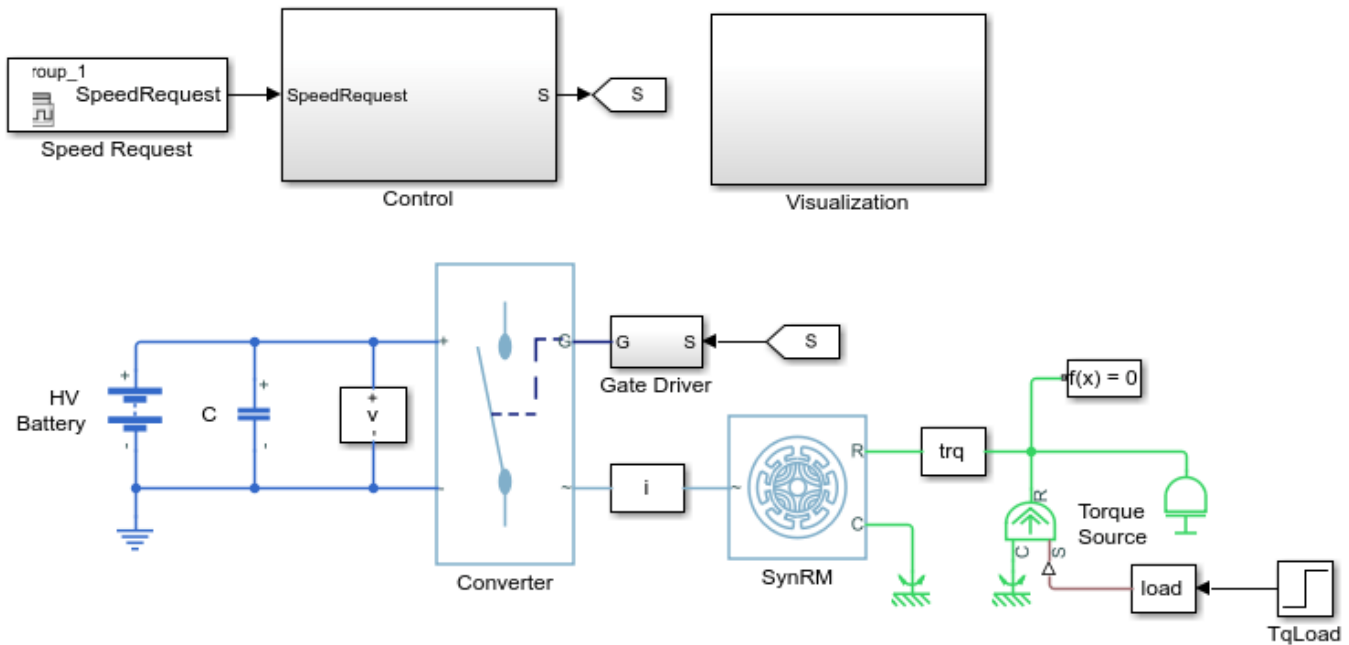 roup_1
SpeedRequest
Speed Request
SpeedRequest
S
Control
S
Visualization
+
-
G
~
Converter
G
S
Gate Driver
S
HV
Battery
+
-
C
+
-
+
v
-
i
~
R
C
SynRM
trq
f(x) = 0
R
C
S
Torque
Source
load
TqLoad